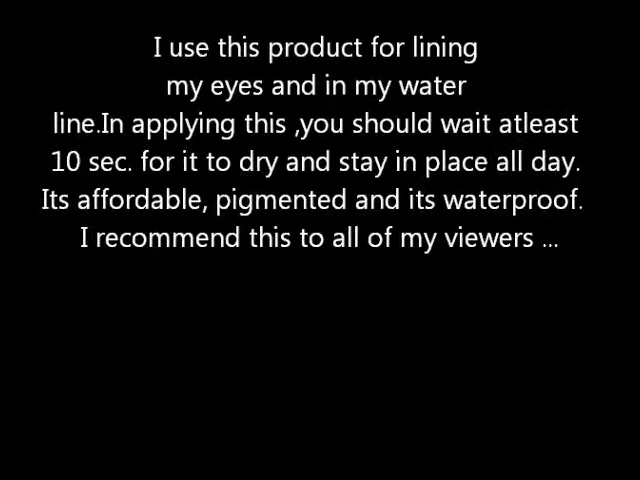 I use this product for lining
my eyes and in my water
line.In applying this ,you should wait atleast
10 sec. for it to dry and stay in place all day.
Its affordable, pigmented and its waterproof.
I recommend this to all of my viewers ...